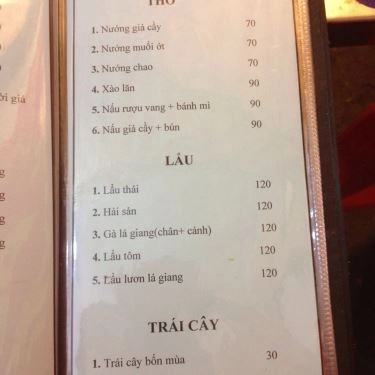 THỎ
1. Nướng giả cầy 70
2. Nướng muối ớt 70
3. Nướng chao 70
4. Xào lăn 90
5. Nấu rượu vang + bánh mì 90
6. Nấu giả cầy + bún 90
LẨU
1. Lẩu thái 120
2. Hải sản 120
3. Gà lá giang(chân+ cánh) 120
4. Lẩu tôm 120
5. Lẩu lươn lá giang 120
TRÁI CÂY
1. Trái cây bốn mùa 30